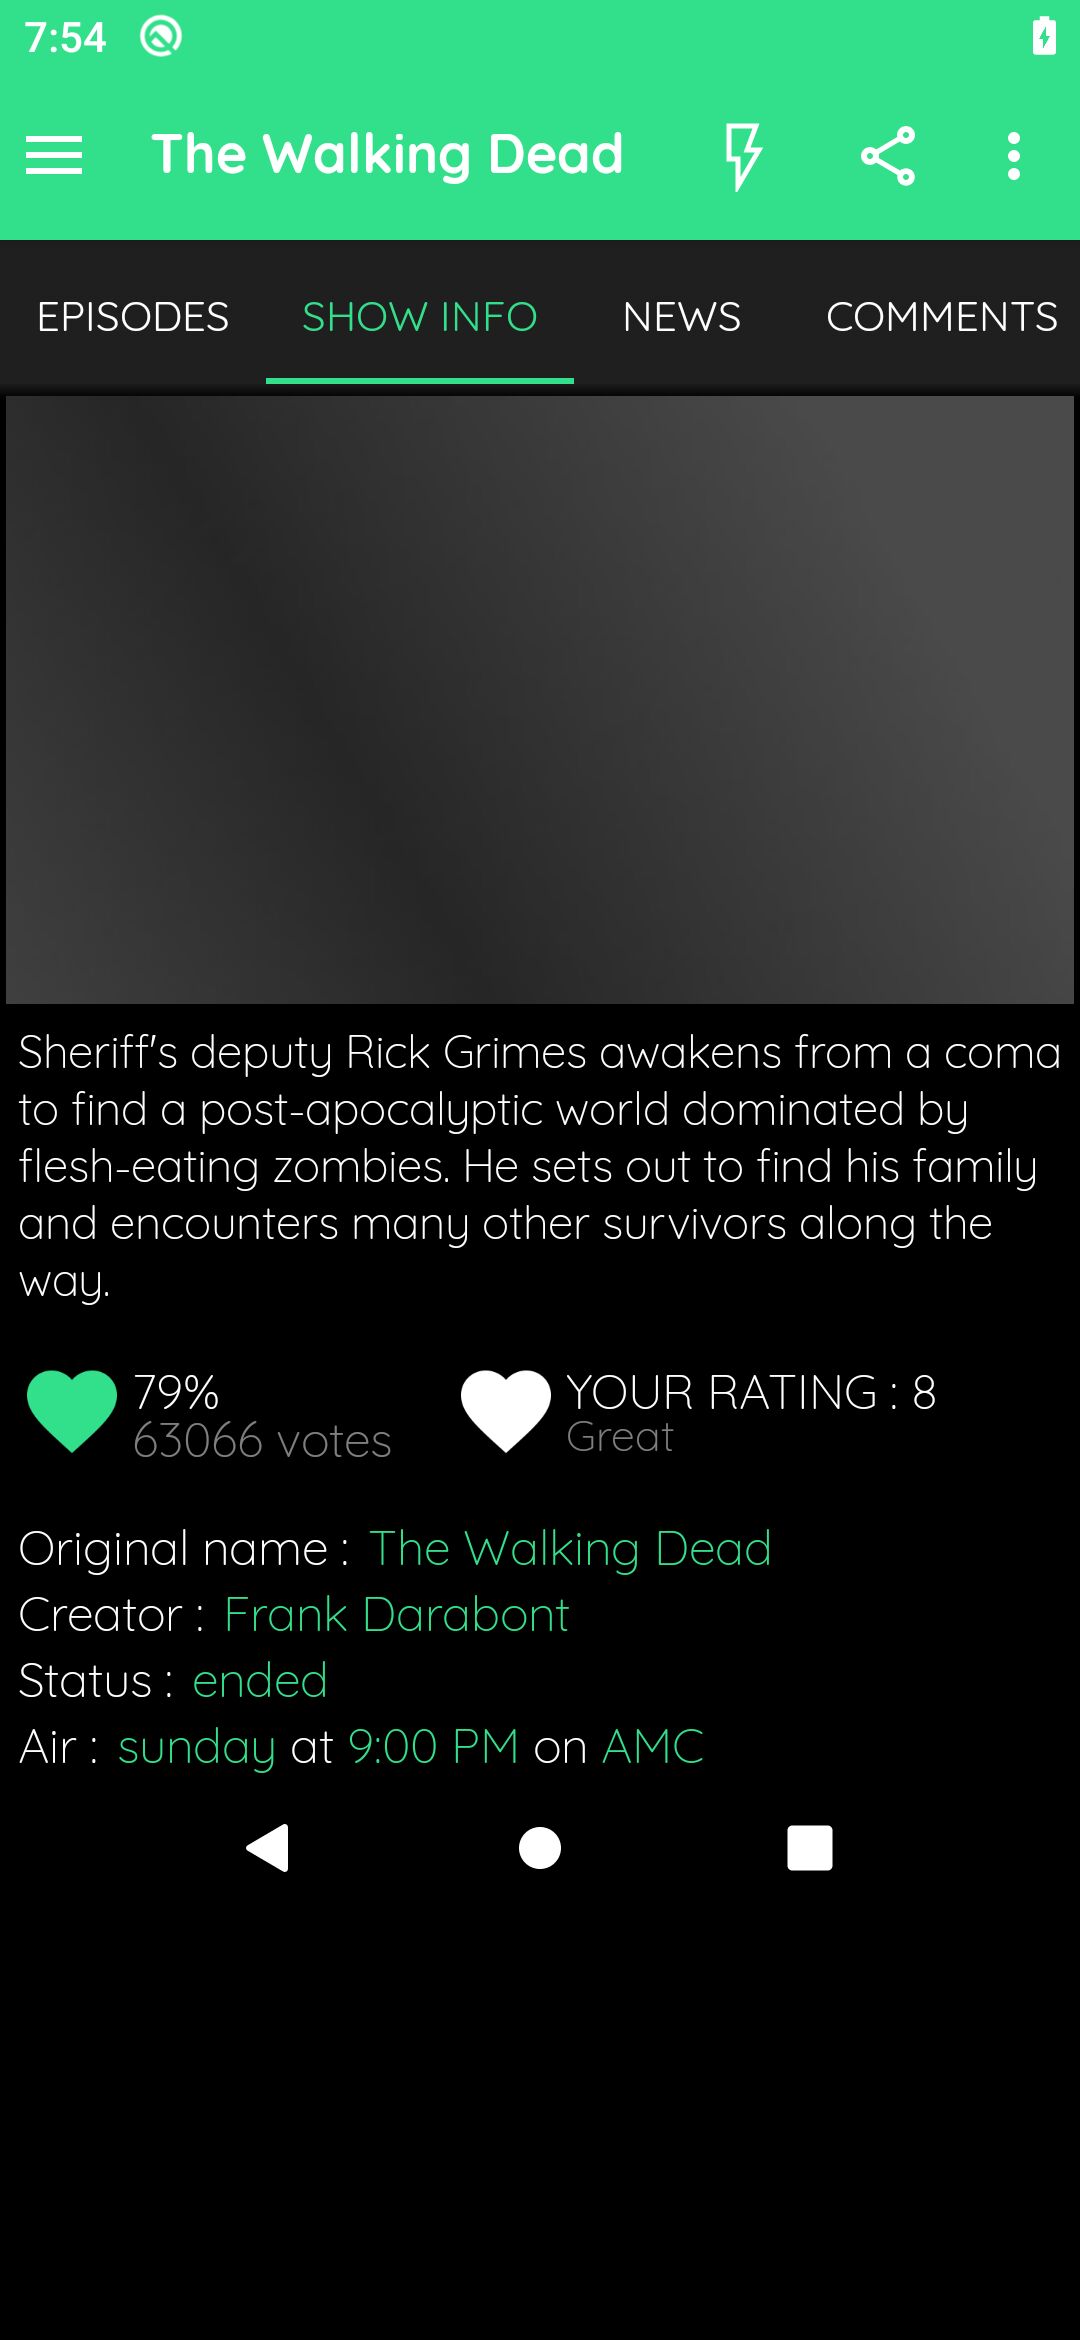 7:54
The Walking Dead
EPISODES SHOW INFO NEWS COMMENTS
Sheriff's deputy Rick Grimes awakens from a coma
to find a post-apocalyptic world dominated by
flesh-eating zombies. He sets out to find his family
and encounters many other survivors along the
way.
79% YOUR RATING : 8
63066 votes Great
Original name : The Walking Dead
Creator : Frank Darabont
Status : ended
Air : sunday at 9:00 PM on AMC